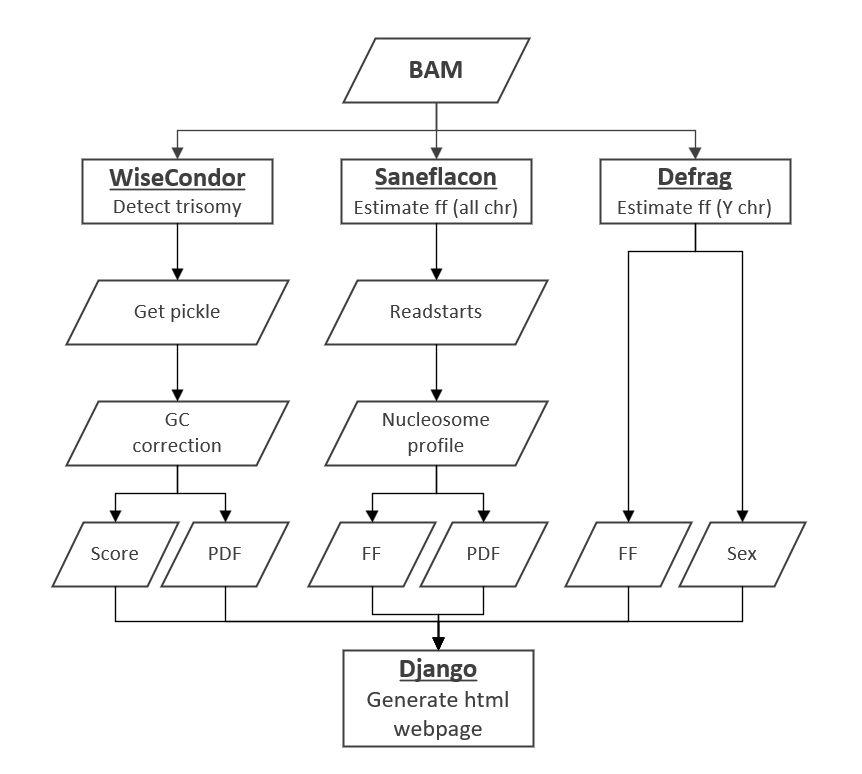 BAM
WiseCondor
Detect trisomy
Saneflacon
Estimate ff (all chr)
Defrag
Estimate ff (Y chr)
Get pickle
Readstarts
GC
correction
Nucleosome
profile
Score
PDF
FF
PDF
FF
Sex
Django
Generate html
webpage